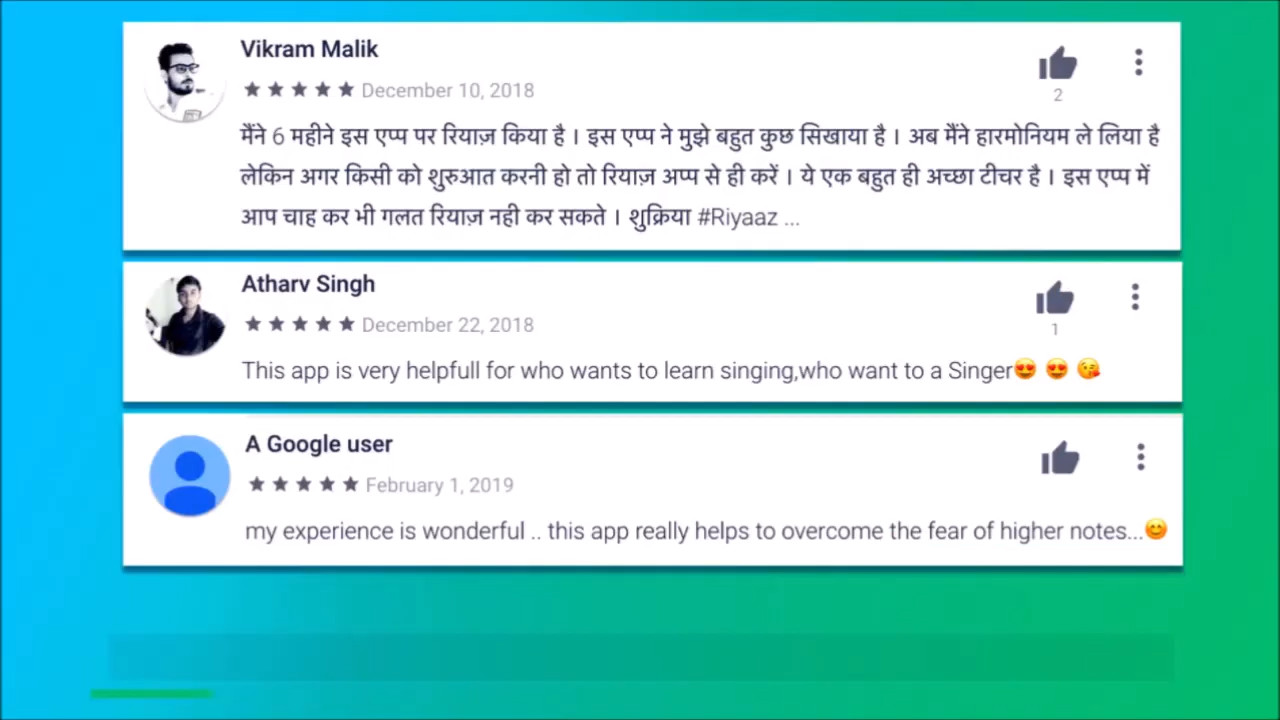 Vikram Malik
★★★★★ December 10, 2018
2
मैंने 6 महीने इस एप्प पर रियाज़ किया है । इस एप्प ने मुझे बहुत कुछ सिखाया है । अब मैंने हारमोनियम ले लिया है
लेकिन अगर किसी को शुरुआत करनी हो तो रियाज़ अप्प से ही करें । ये एक बहुत ही अच्छा टीचर है । इस एप्प में
आप चाह कर भी गलत रियाज़ नही कर सकते । शुक्रिया #Riyaaz ...
Atharv Singh
★★★★★ December 22, 2018
1
This app is very helpfull for who wants to learn singing,who want to a Singer😍 😍 😘
A Google user
★★★★★ February 1, 2019
my experience is wonderful .. this app really helps to overcome the fear of higher notes...😊